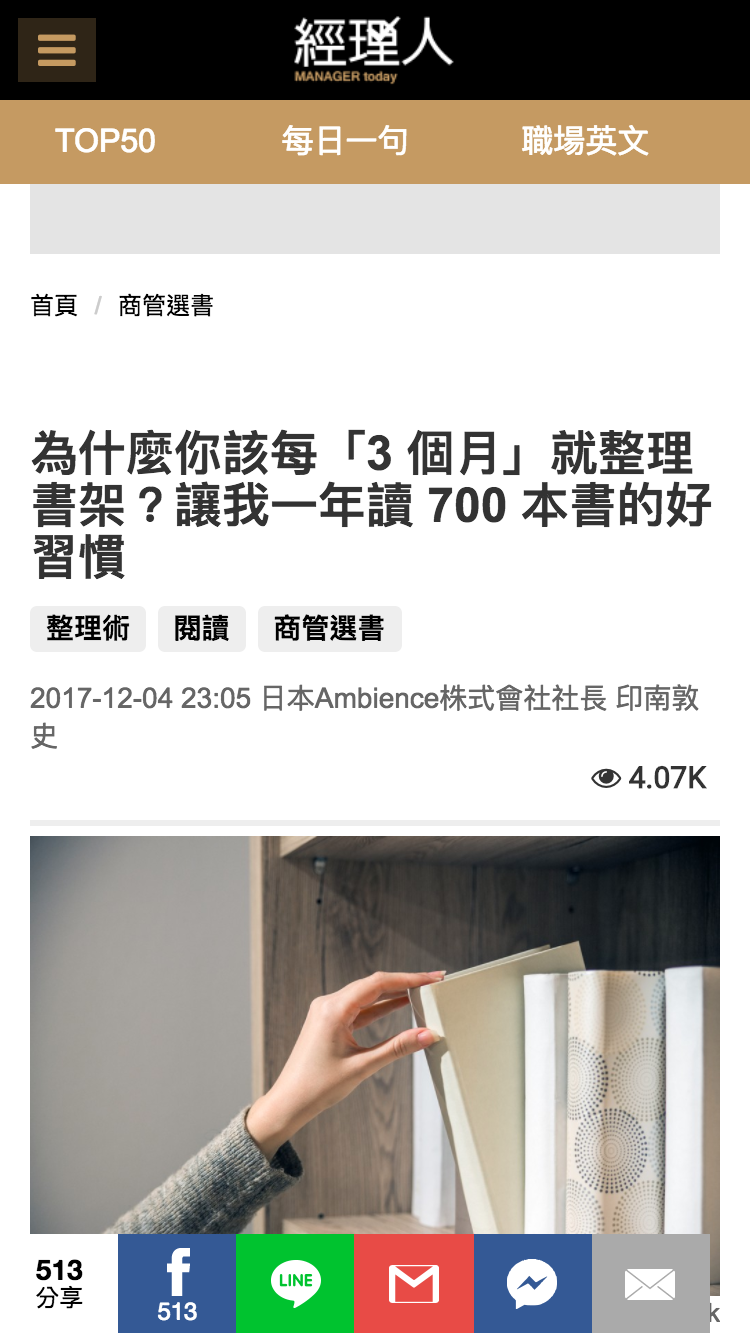 經理人
MANAGER today
TOP50 每日一句 職場英文
首頁 / 商管選書
為什麼你該每「3 個月」就整理
書架？讓我一年讀 700 本書的好
習慣
整理術 閱讀 商管選書
2017-12-04 23:05 日本Ambience株式會社社長 印南敦
史
4.07K
513
分享
513
LINE
k